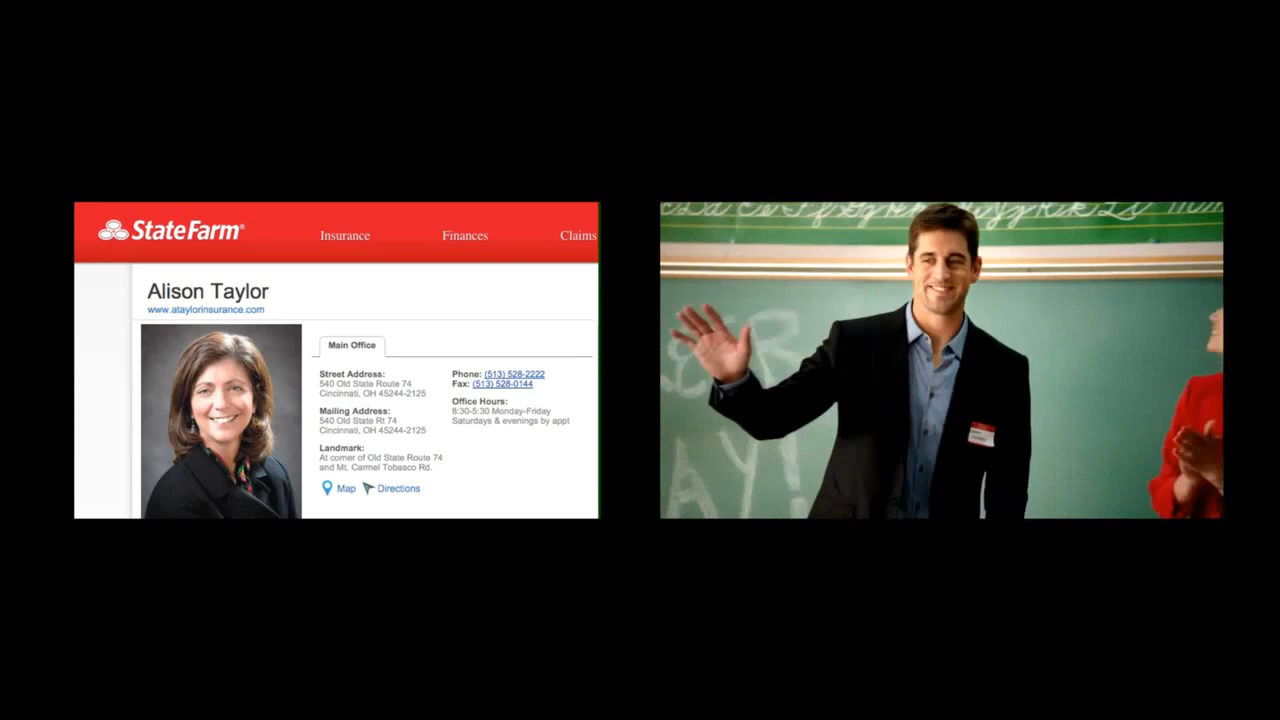 StateFarm®
Insurance Finances Claims
Alison Taylor
www.ataylorinsurance.com
Main Office
Street Address:
540 Old State Route 74
Cincinnati, OH 45244-2125
Mailing Address:
540 Old State Rt 74
Cincinnati, OH 45244-2125
Landmark:
At corner of Old State Route 74
and Mt. Carmel Tobasco Rd.
Map Directions
Phone: (513) 528-2222
Fax: (513) 528-0144
Office Hours:
8:30-5:30 Monday-Friday
Saturdays & evenings by appt
ER
AY!